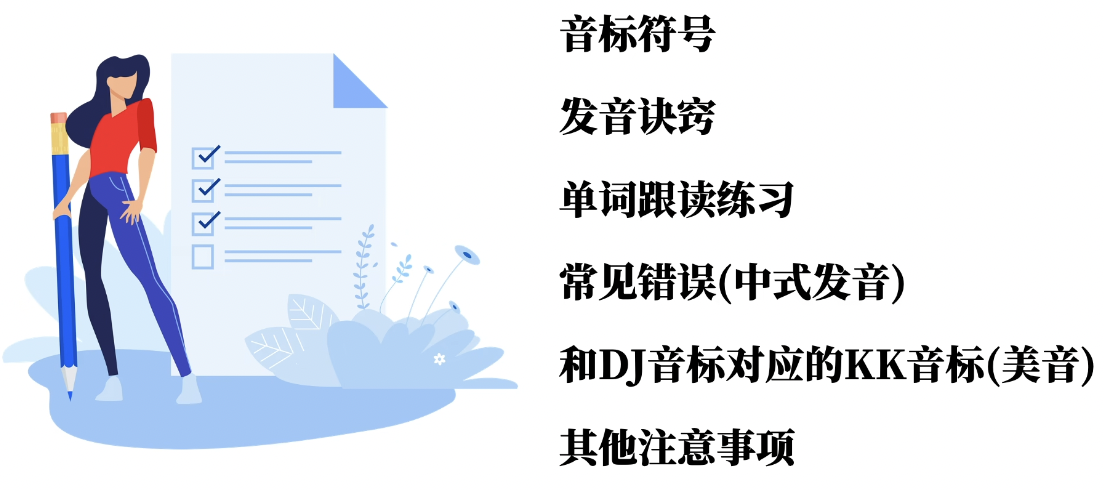 音标符号
发音诀窍
单词跟读练习
常见错误(中式发音)
和DJ音标对应的KK音标(美音)
其他注意事项